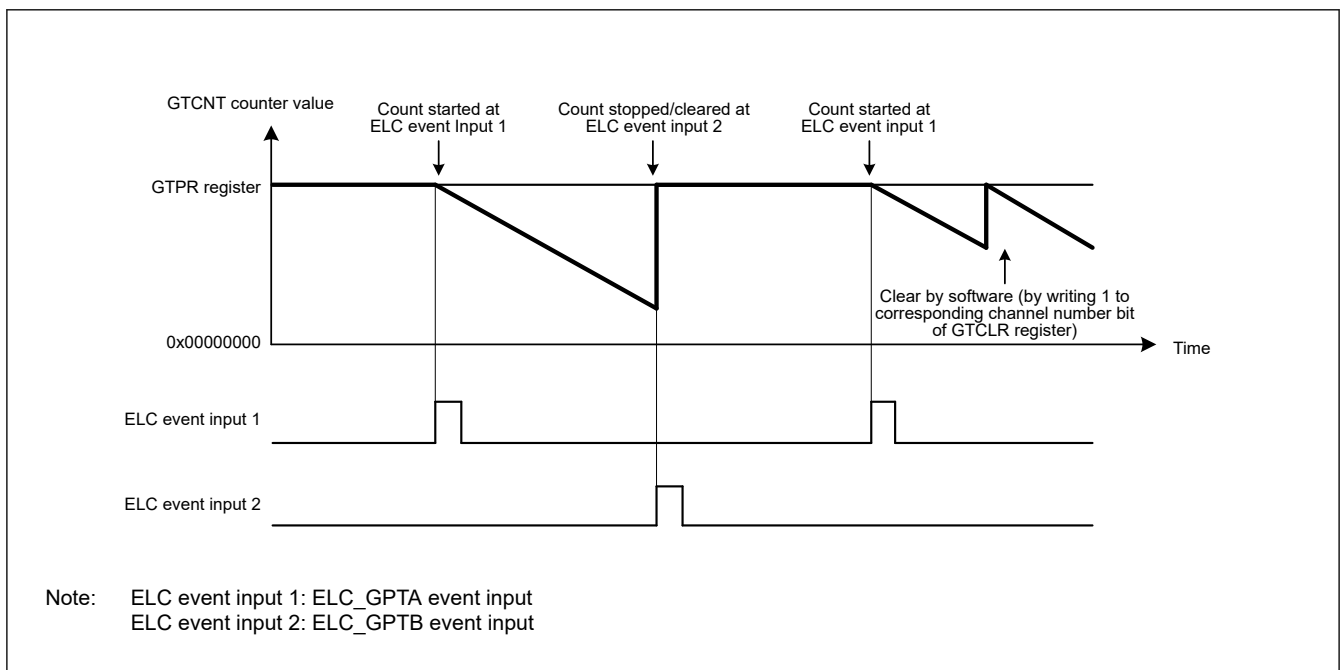 GTCNT counter value
Count started at
ELC event Input 1
Count stopped/cleared at
ELC event input 2
Count started at
ELC event input 1
GTPR register
Clear by software (by writing 1 to
corresponding channel number bit
of GTCLR register)
0x00000000
Time
ELC event input 1
ELC event input 2
Note: ELC event input 1: ELC_GPTA event input
ELC event input 2: ELC_GPTB event input